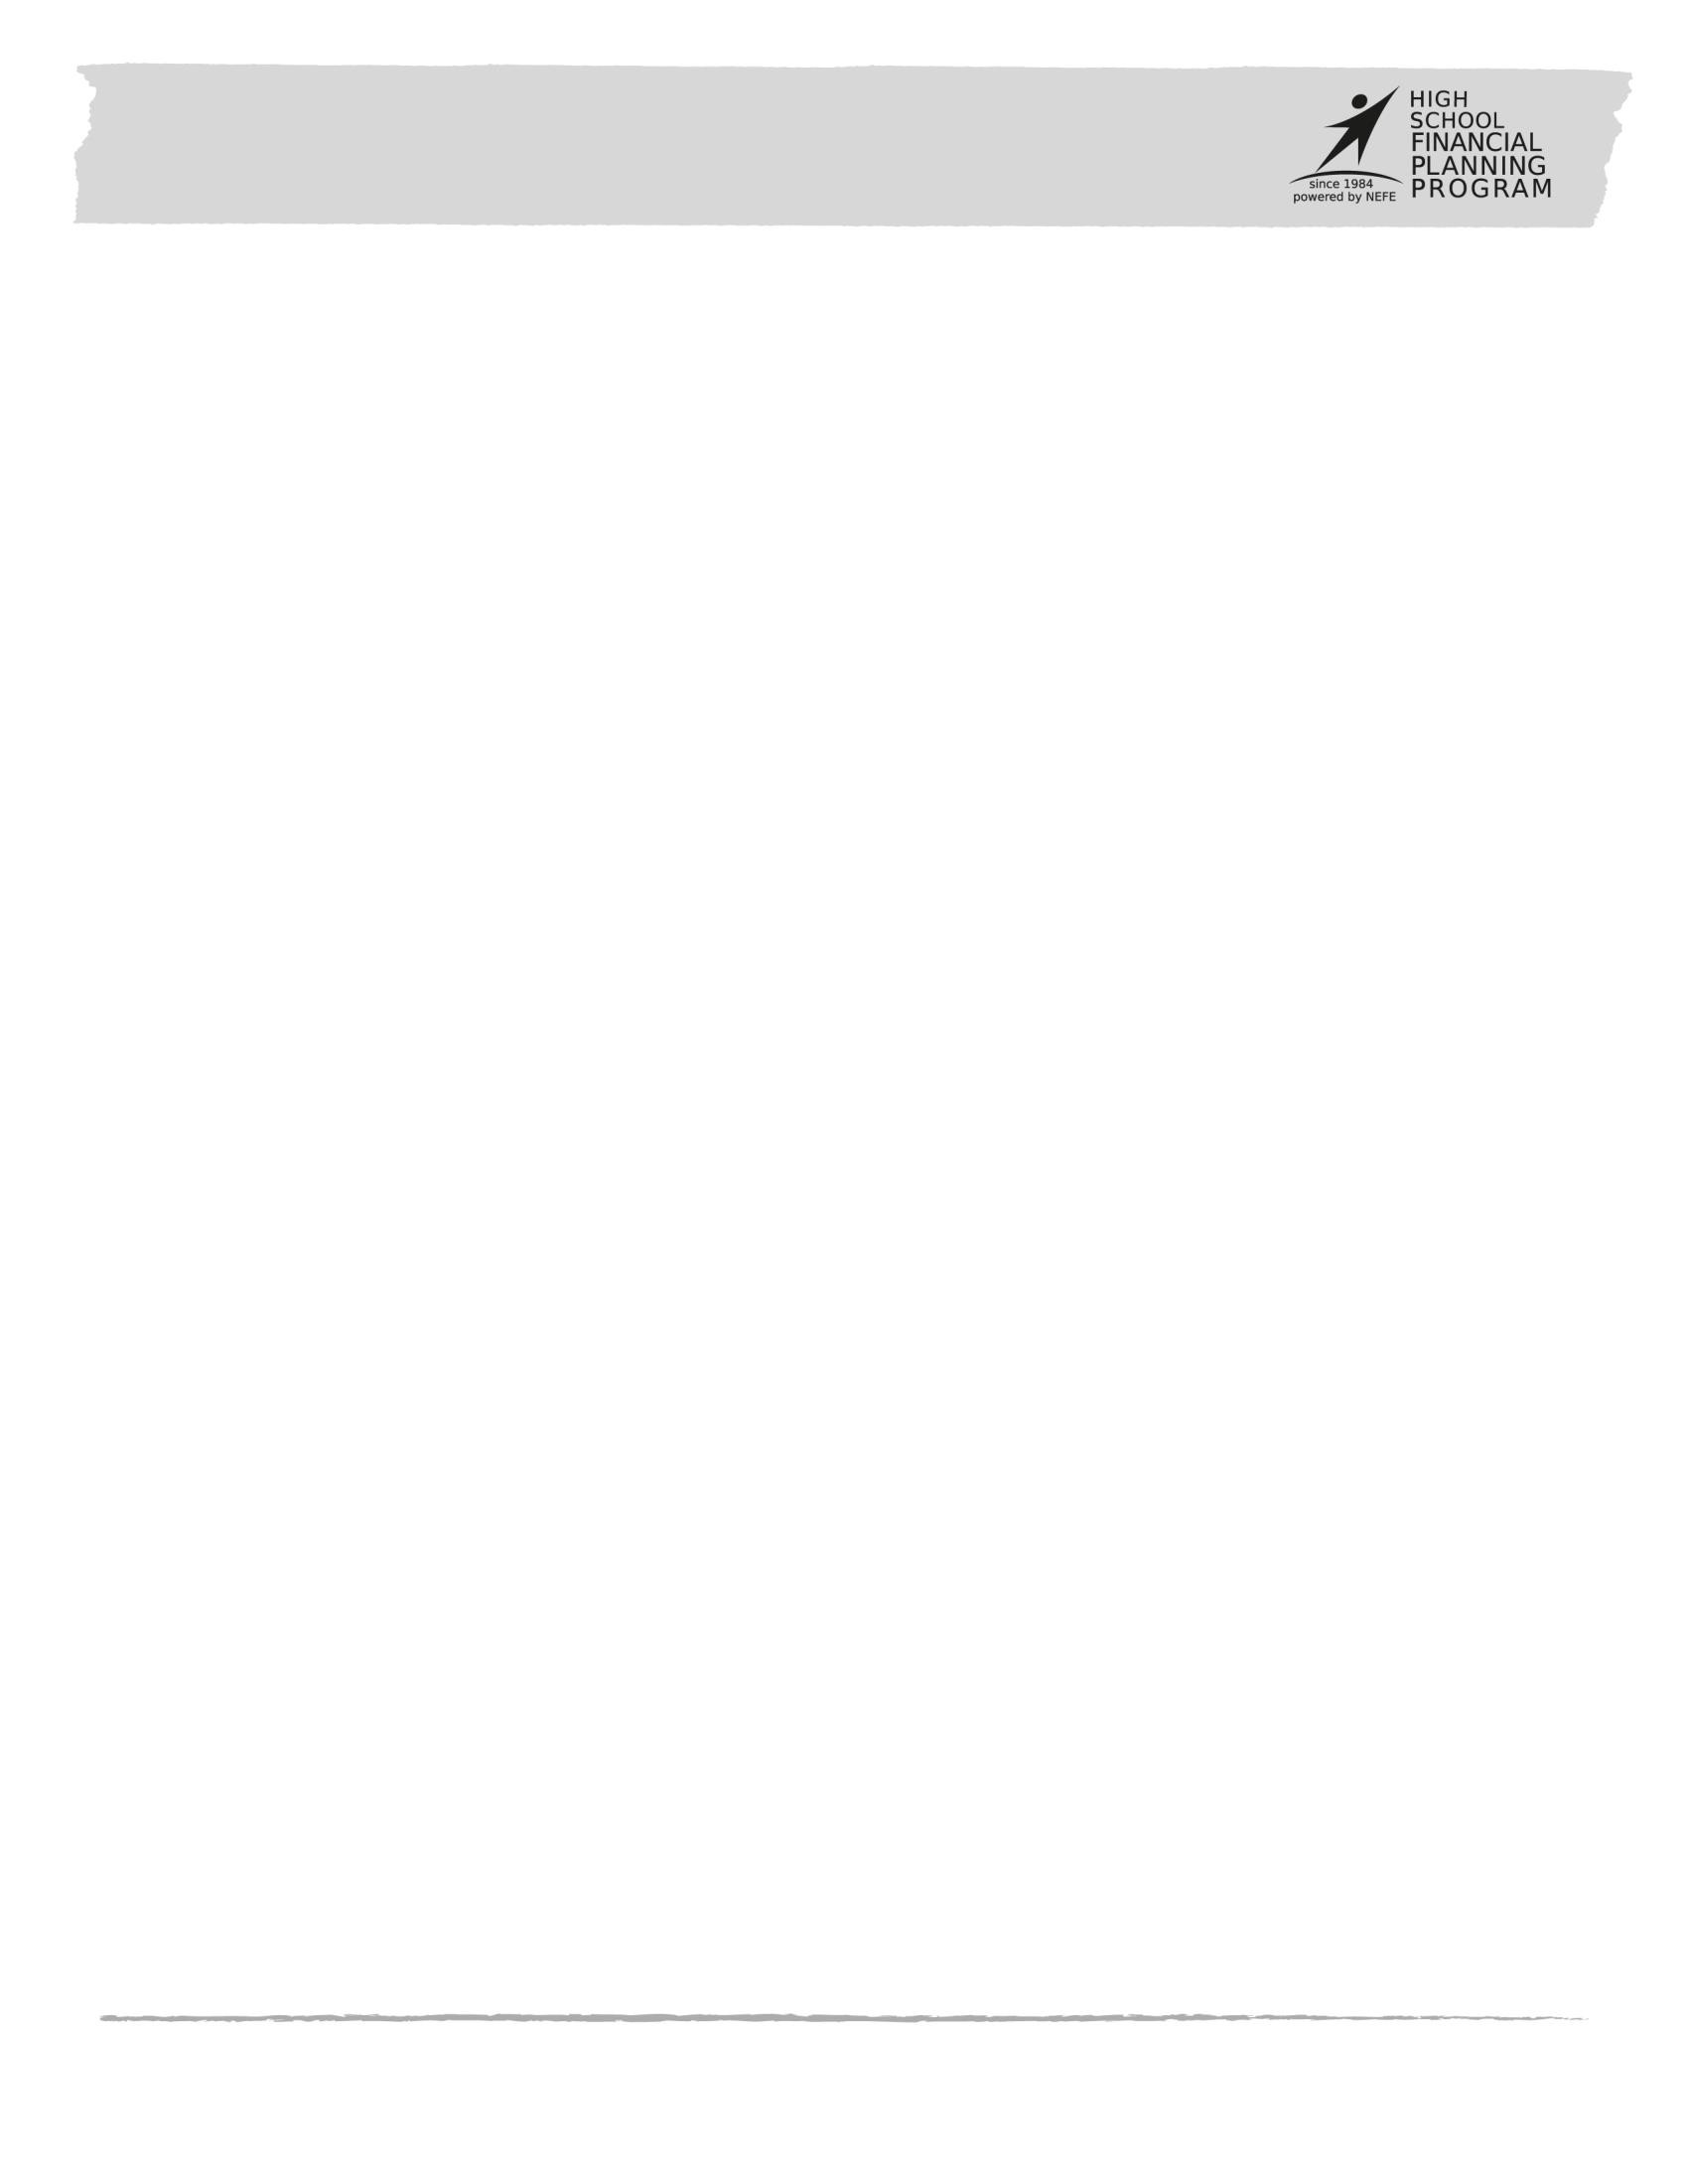 HIGH
SCHOOL
FINANCIAL
PLANNING
PROGRAM
since 1984
powered by NEFE